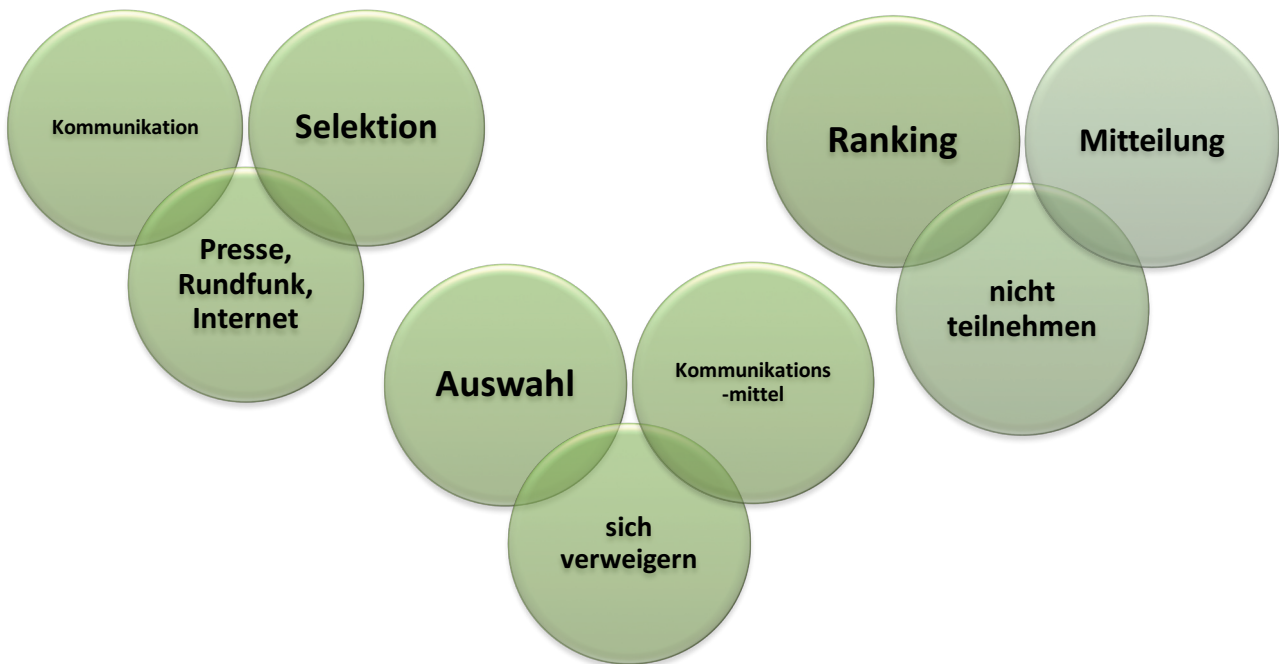 Kommunikation
Selektion
Presse,
Rundfunk,
Internet
Auswahl
Kommunikations
-mittel
sich
verweigern
Ranking
Mitteilung
nicht
teilnehmen